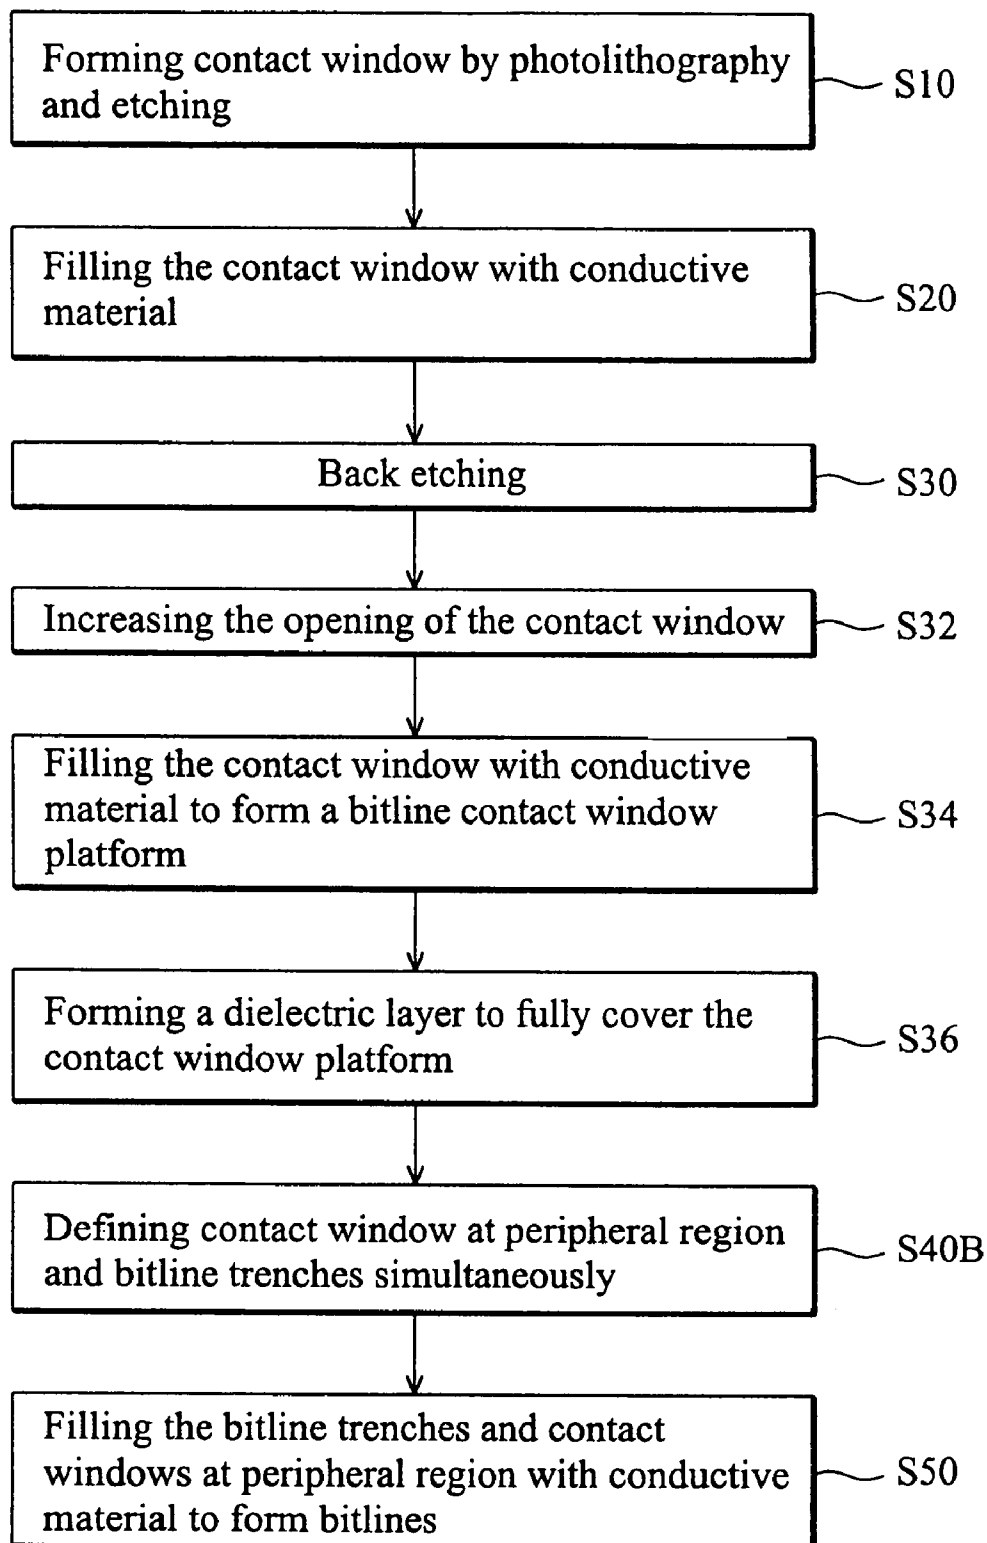 Forming contact window by photolithography
and etching
S10
Filling the contact window with conductive
material
S20
Back etching
S30
Increasing the opening of the contact window
S32
Filling the contact window with conductive
material to form a bitline contact window
platform
S34
Forming a dielectric layer to fully cover the
contact window platform
S36
Defining contact window at peripheral region
and bitline trenches simultaneously
S40B
Filling the bitline trenches and contact
windows at peripheral region with conductive
material to form bitlines
S50